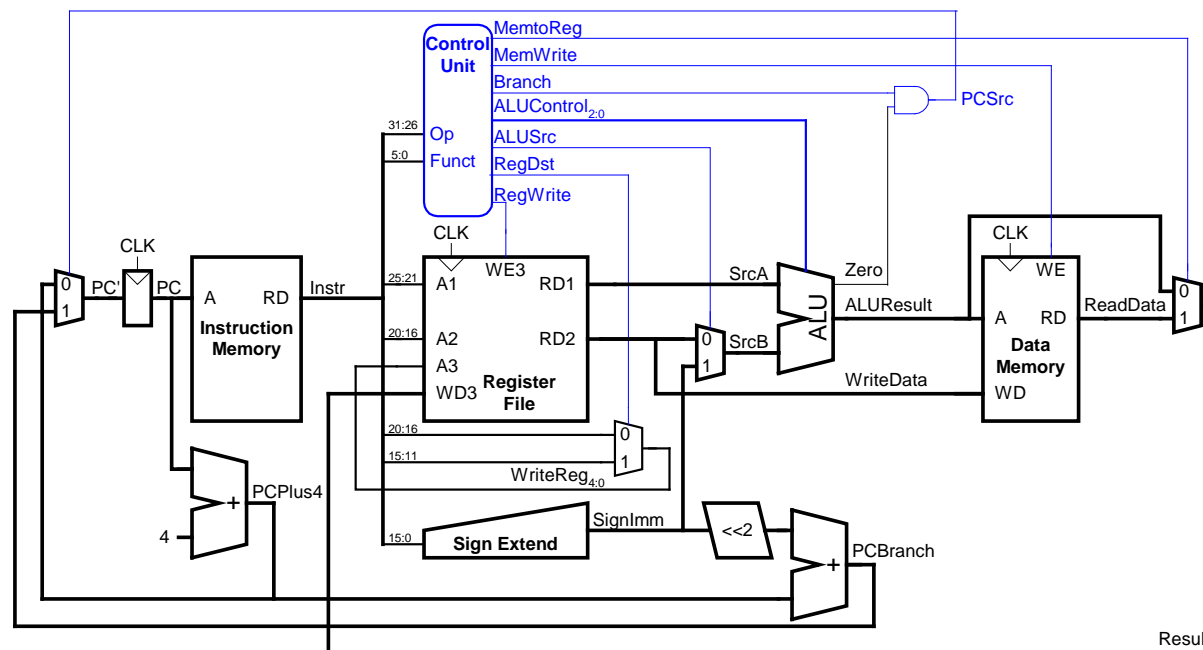 MemtoReg
Control
Unit
MemWrite
Branch
PCSrc
ALUControl2:0
31:26
Op
ALUSrc
5:0
Funct
RegDst
RegWrite
CLK
CLK
CLK
0
1
PC'
PC
A
RD
Instruction
Memory
Instr
25:21
A1
WE3
RD1
SrcA
Zero
WE
0
1
20:16
A2
RD2
0
1
SrcB
ALU
ALUResult
A
RD
ReadData
Data
Memory
A3
WD3
Register
File
WriteData
WD
20:16
0
15:11
1
WriteReg4:0
PCPlus4
+
4
SignImm
15:0
Sign Extend
<<2
+
PCBranch
Resul